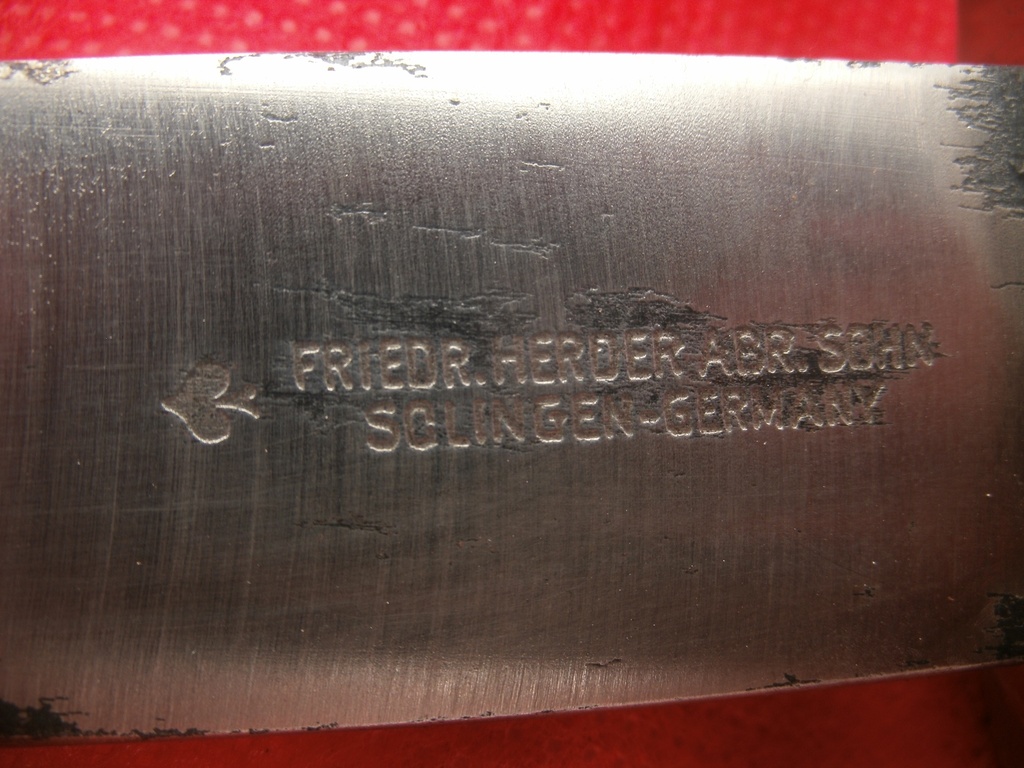 FRIEDR. HERDER ABR. SOHN
SOLINGEN-GERMANY